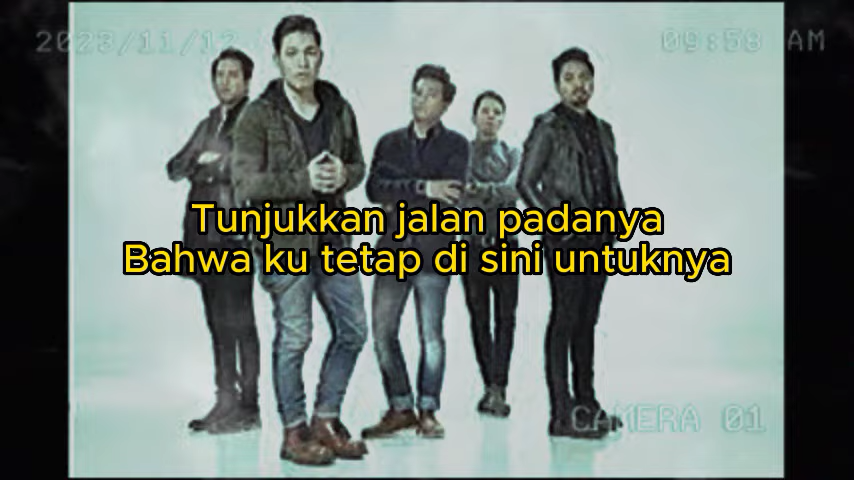 2023/11/12
09:58 AM
Tunjukkan jalan padanya
Bahwa ku tetap di sini untuknya
CAMERA 01